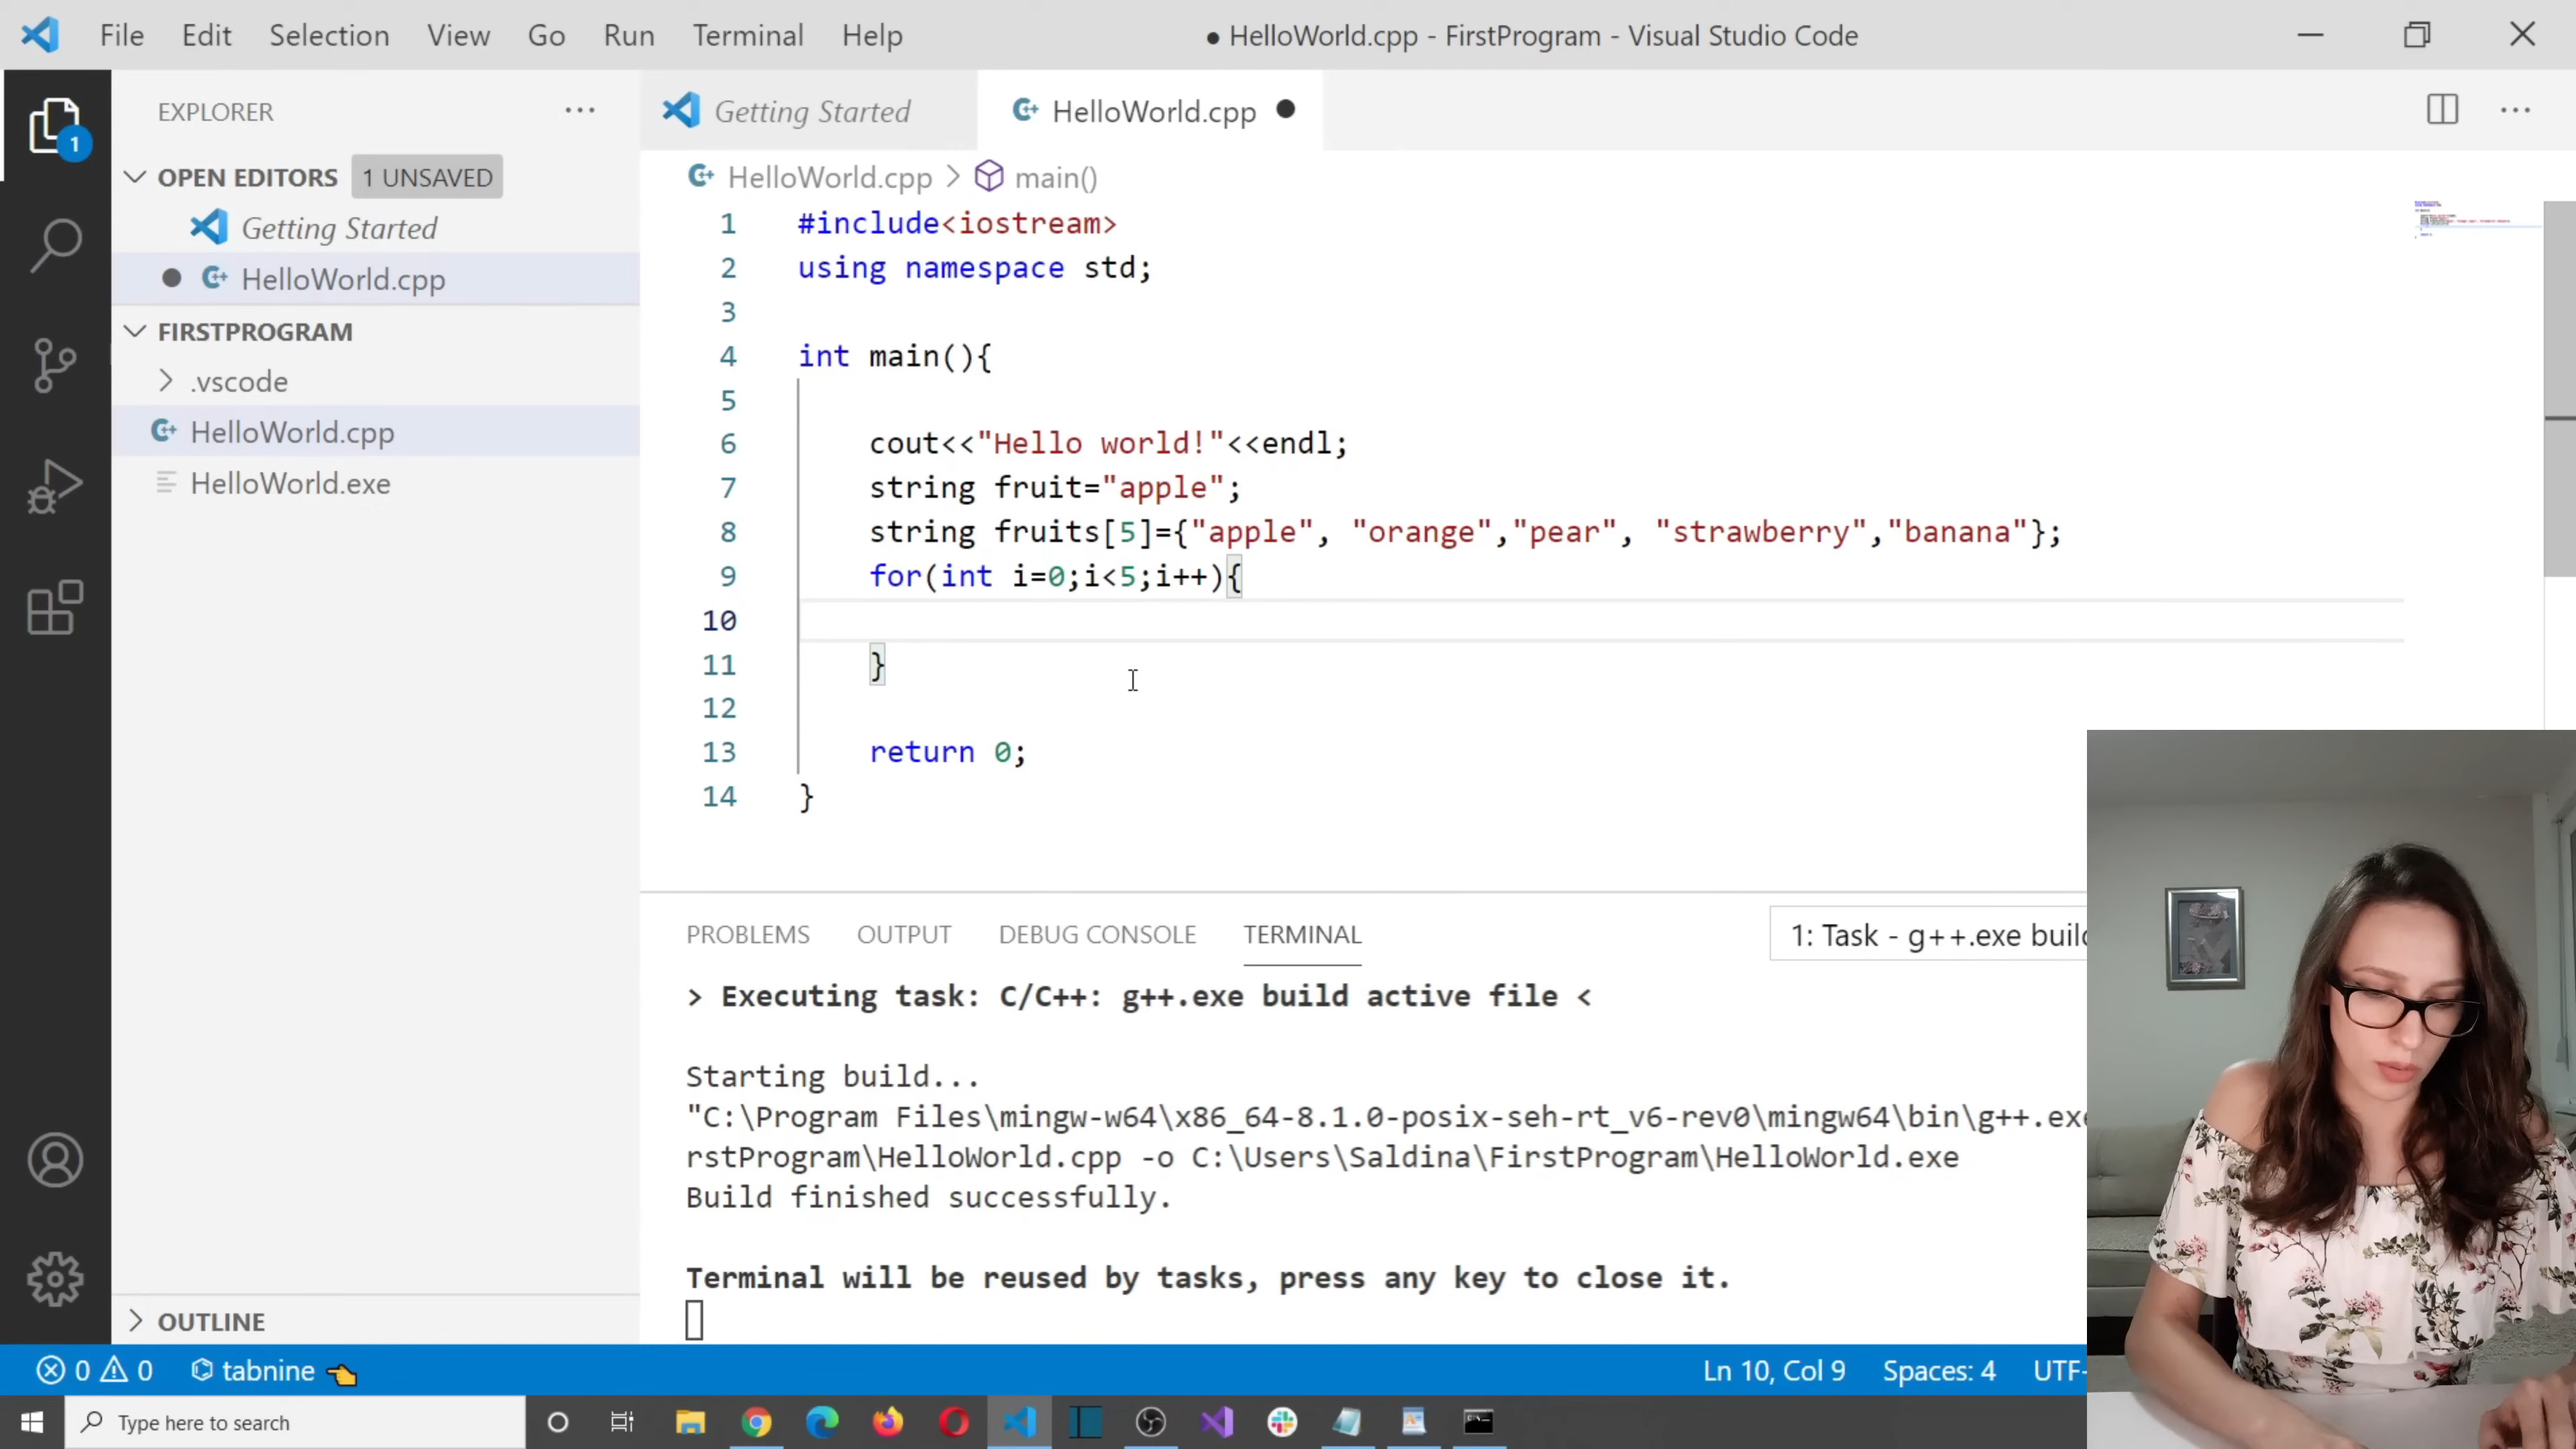 File Edit Selection View Go Run Terminal Help ● HelloWorld.cpp - FirstProgram - Visual Studio Code
EXPLORER
Getting Started
HelloWorld.cpp
1
OPEN EDITORS 1 UNSAVED
Getting Started
HelloWorld.cpp
FIRSTPROGRAM
.vscode
HelloWorld.cpp
HelloWorld.exe
OUTLINE
HelloWorld.cpp > main()
1 #include<iostream>
2 using namespace std;
3
4 int main(){
5
6 cout<<"Hello world!"<<endl;
7 string fruit="apple";
8 string fruits[5]={"apple", "orange","pear", "strawberry","banana"};
9 for(int i=0;i<5;i++){
10
11 }
12
13 return 0;
14 }
PROBLEMS OUTPUT DEBUG CONSOLE TERMINAL 1: Task - g++.exe build
> Executing task: C/C++: g++.exe build active file <
Starting build...
"C:\Program Files\mingw-w64\x86_64-8.1.0-posix-seh-rt_v6-rev0\mingw64\bin\g++.exe
rstProgram\HelloWorld.cpp -o C:\Users\Saldina\FirstProgram\HelloWorld.exe
Build finished successfully.
Terminal will be reused by tasks, press any key to close it.
0 0 tabnine Ln 10, Col 9 Spaces: 4 UTF-
Type here to search